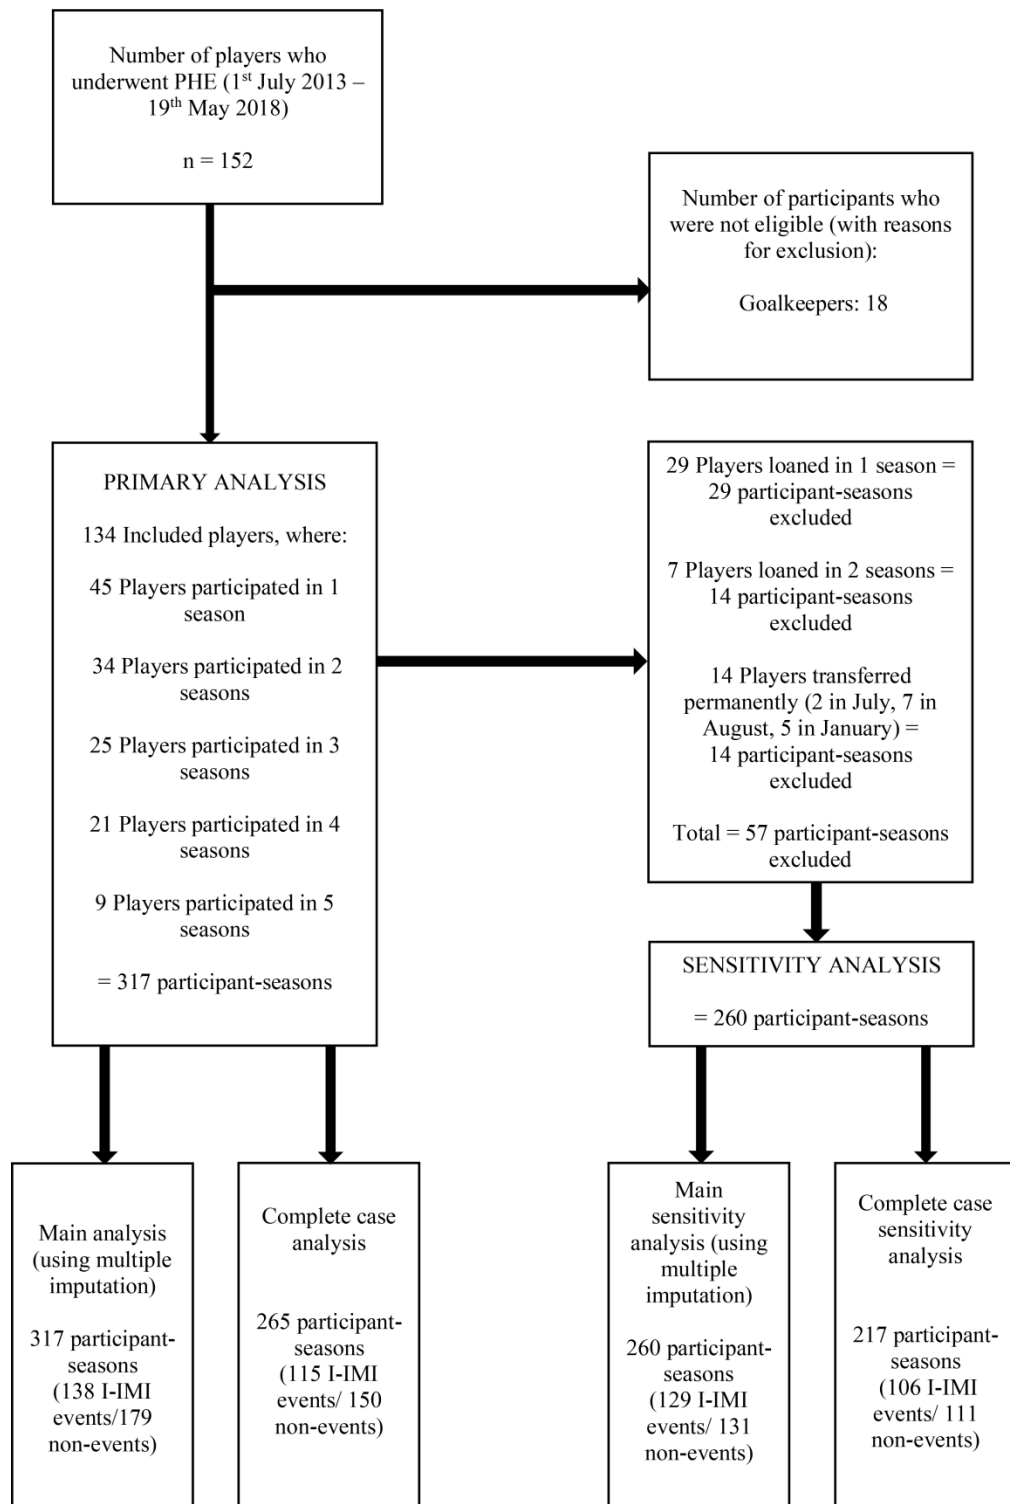 Number of players who
underwent PHE (1st July 2013 –
19th May 2018)
n = 152
Number of participants who
were not eligible (with reasons
for exclusion):
Goalkeepers: 18
PRIMARY ANALYSIS
134 Included players, where:
45 Players participated in 1
season
34 Players participated in 2
seasons
25 Players participated in 3
seasons
21 Players participated in 4
seasons
9 Players participated in 5
seasons
= 317 participant-seasons
29 Players loaned in 1 season =
29 participant-seasons
excluded
7 Players loaned in 2 seasons =
14 participant-seasons
excluded
14 Players transferred
permanently (2 in July, 7 in
August, 5 in January) =
14 participant-seasons
excluded
Total = 57 participant-seasons
excluded
SENSITIVITY ANALYSIS
= 260 participant-seasons
Main analysis
(using multiple
imputation)
317 participant-
seasons
(138 I-IMI
events/179
non-events)
Complete case
analysis
265 participant-
seasons
(115 I-IMI
events/ 150
non-events)
Main
sensitivity
analysis (using
multiple
imputation)
260 participant-
seasons
(129 I-IMI
events/ 131
non-events)
Complete case
sensitivity
analysis
217 participant-
seasons
(106 I-IMI
events/ 111
non-events)